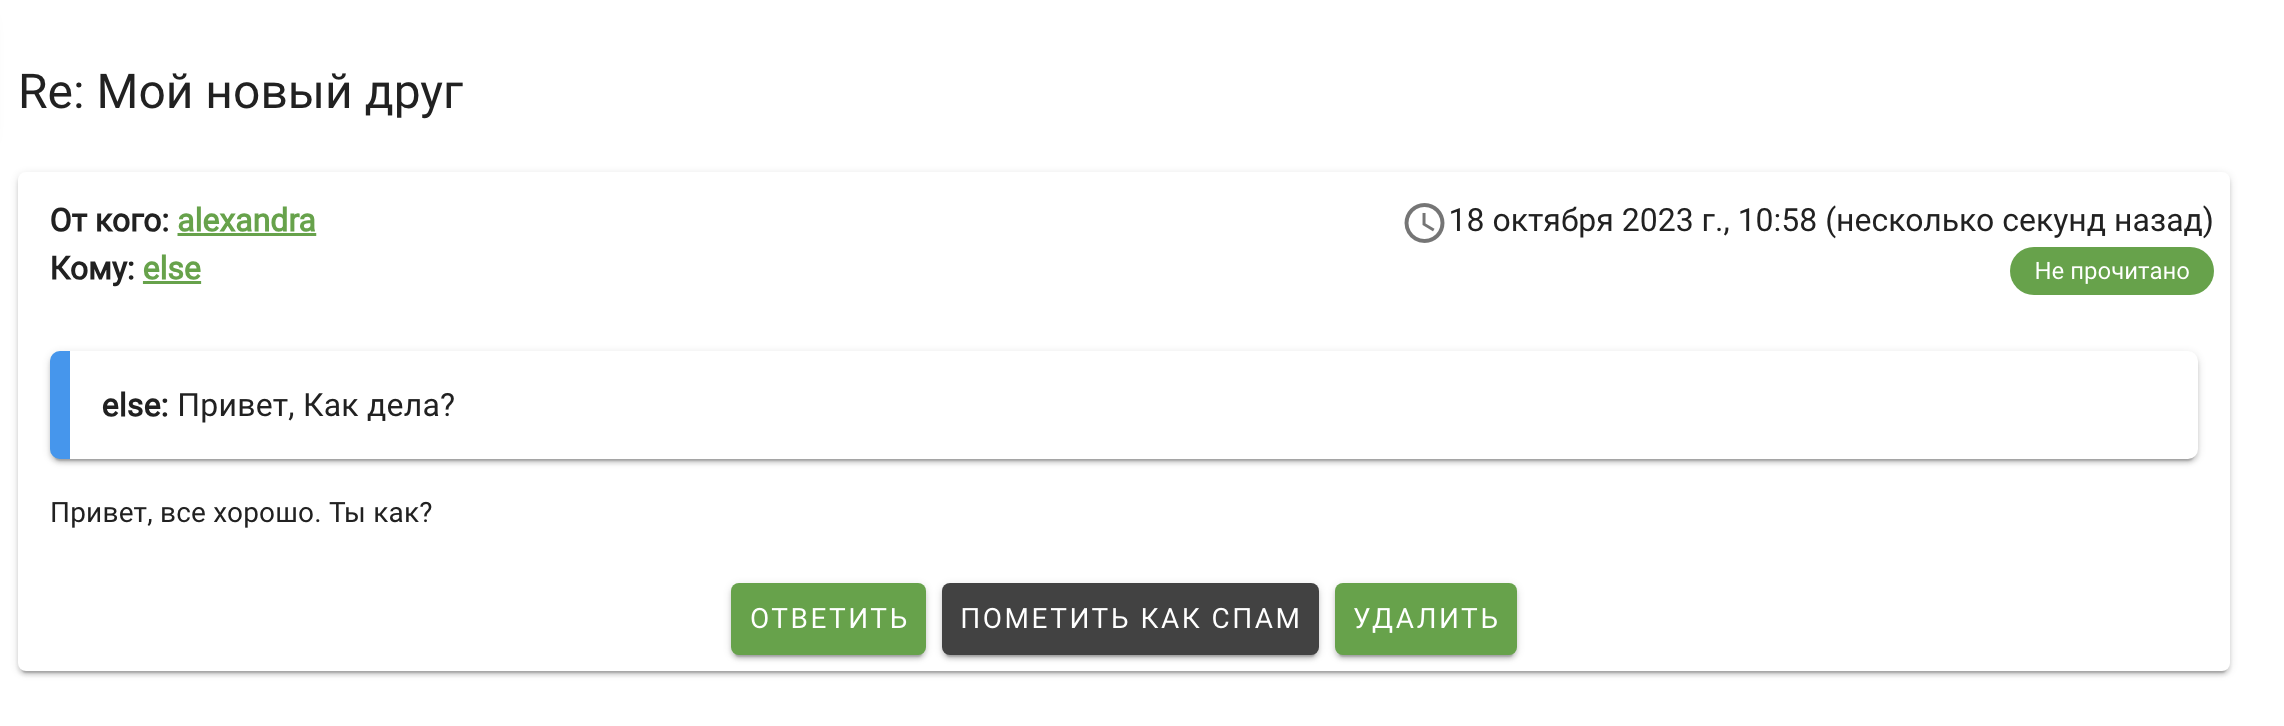 Re: Мой новый друг
От кого: alexandra
18 октября 2023 г., 10:58 (несколько секунд назад)
Кому: else
Не прочитано
else: Привет, Как дела?
Привет, все хорошо. Ты как?
ОТВЕТИТЬ
ПОМЕТИТЬ КАК СПАМ
УДАЛИТЬ